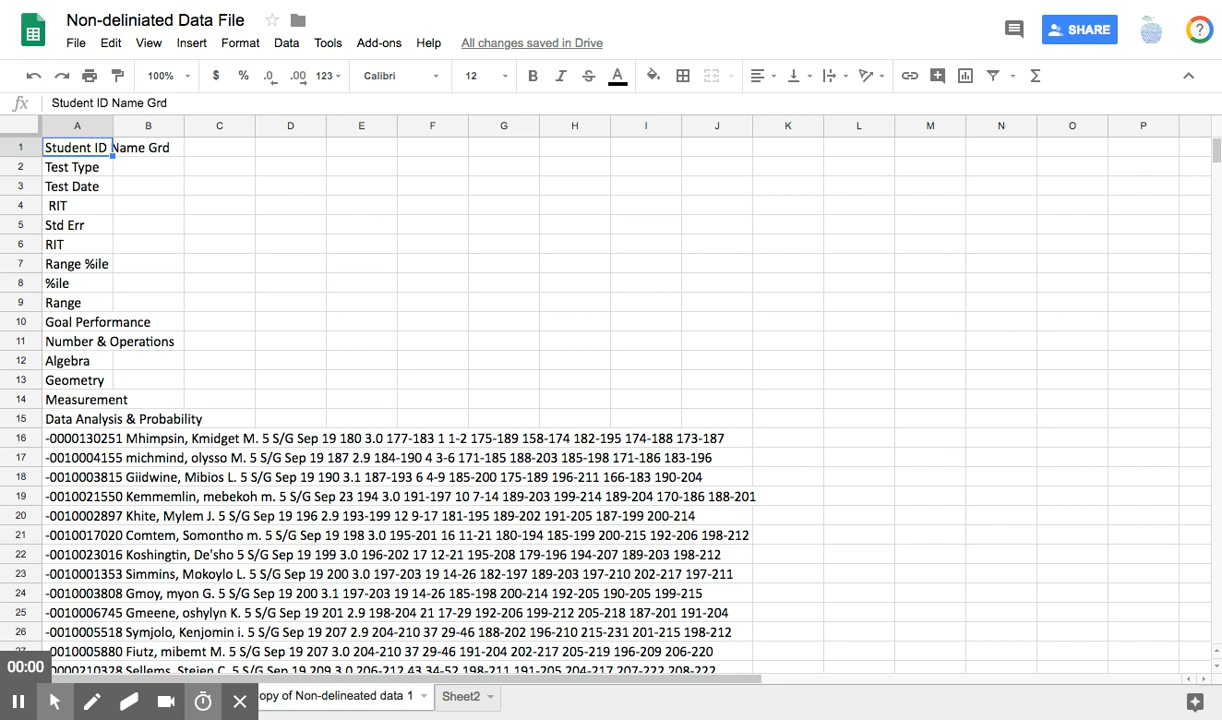 Non-deliniated Data File
File Edit View Insert Format Data Tools Add-ons Help All changes saved in Drive
SHARE
?
100% $ % .0 .00 123 Calibri 12 B I S A
fx Student ID Name Grd
A B C D E F G H I J K L M N O P
1 Student ID Name Grd
2 Test Type
3 Test Date
4 RIT
5 Std Err
6 RIT
7 Range %ile
8 %ile
9 Range
10 Goal Performance
11 Number & Operations
12 Algebra
13 Geometry
14 Measurement
15 Data Analysis & Probability
16 -0000130251 Mhimpsin, Kmidget M. 5 S/G Sep 19 180 3.0 177-183 1 1-2 175-189 158-174 182-195 174-188 173-187
17 -0010004155 michmind, olysso M. 5 S/G Sep 19 187 2.9 184-190 4 3-6 171-185 188-203 185-198 171-186 183-196
18 -0010003815 Giidwine, Mibios L. 5 S/G Sep 19 190 3.1 187-193 6 4-9 185-200 175-189 196-211 166-183 190-204
19 -0010021550 Kemmemlin, mebekoh m. 5 S/G Sep 23 194 3.0 191-197 10 7-14 189-203 199-214 189-204 170-186 188-201
20 -0010002897 Khite, Mylem J. 5 S/G Sep 19 196 2.9 193-199 12 9-17 181-195 189-202 191-205 187-199 200-214
21 -0010017020 Comtem, Somontho m. 5 S/G Sep 19 198 3.0 195-201 16 11-21 180-194 185-199 200-215 192-206 198-212
22 -0010023016 Koshingtin, De'sho 5 S/G Sep 19 199 3.0 196-202 17 12-21 195-208 179-196 194-207 189-203 198-212
23 -0010001353 Simmins, Mokoylo L. 5 S/G Sep 19 200 3.0 197-203 19 14-26 182-197 189-203 197-210 202-217 197-211
24 -0010003808 Gmoy, myon G. 5 S/G Sep 19 200 3.1 197-203 19 14-26 185-198 200-214 192-205 190-205 199-215
25 -0010006745 Gmeene, oshylyn K. 5 S/G Sep 19 201 2.9 198-204 21 17-29 192-206 199-212 205-218 187-201 191-204
26 -0010005518 Symjolo, Kenjomin i. 5 S/G Sep 19 207 2.9 204-210 37 29-46 188-202 196-210 215-231 201-215 198-212
27 -0010005880 Fiutz, mibemt M. 5 S/G Sep 19 207 3.0 204-210 37 29-46 191-204 202-217 205-219 196-209 206-220
0000210328 Sellems, Steien C. 5 S/G Sep 19 209 3.0 206-212 43 34-52 198-211 191-205 204-217 207-222 208-222
00:00
opy of Non-delineated data 1 Sheet2